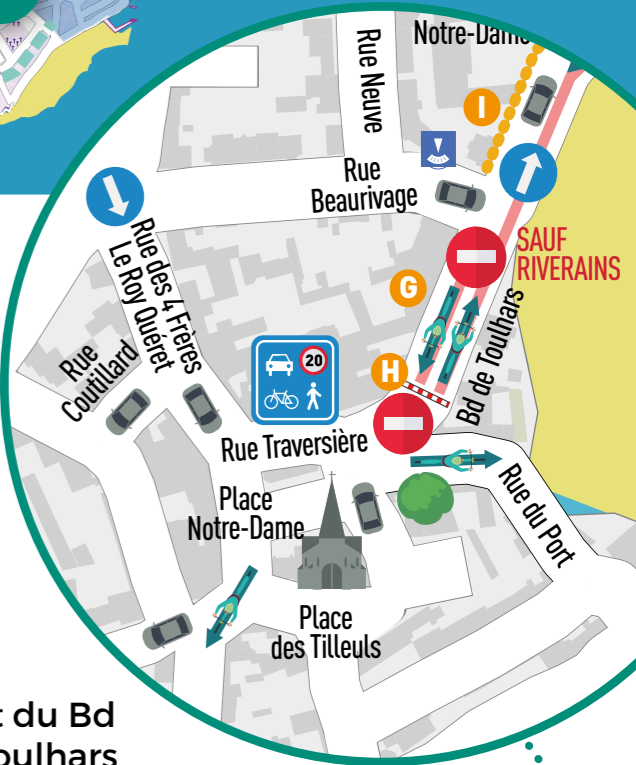 Notre-Dame
Rue Neuve
I
Rue
Beaurivage
Rue des 4 Frères
Le Roy Quéret
SAUF
RIVERAINS
G
Bd de Toulhars
Rue
Coutillard
20
H
Rue Traversière
Place
Notre-Dame
Rue du Port
Place
des Tilleuls
du Bd